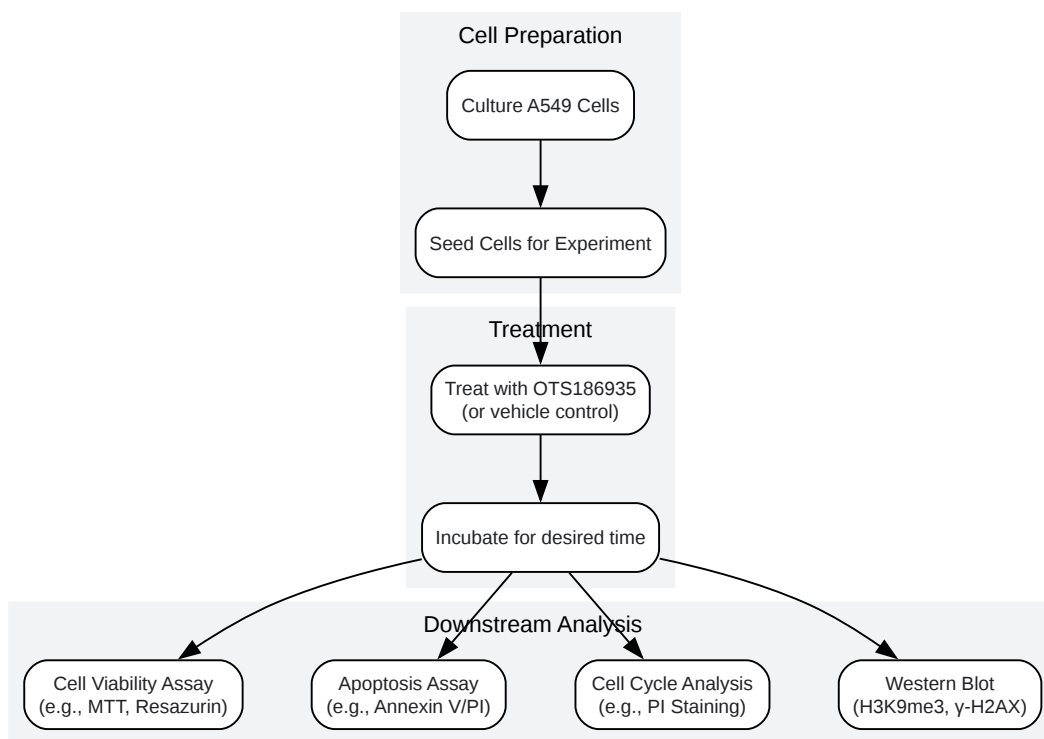 Cell Preparation
Culture A549 Cells
Seed Cells for Experiment
Treatment
Treat with OTS186935
(or vehicle control)
Incubate for desired time
Downstream Analysis
Cell Viability Assay
(e.g., MTT, Resazurin)
Apoptosis Assay
(e.g., Annexin V/PI)
Cell Cycle Analysis
(e.g., PI Staining)
Western Blot
(H3K9me3, γ-H2AX)